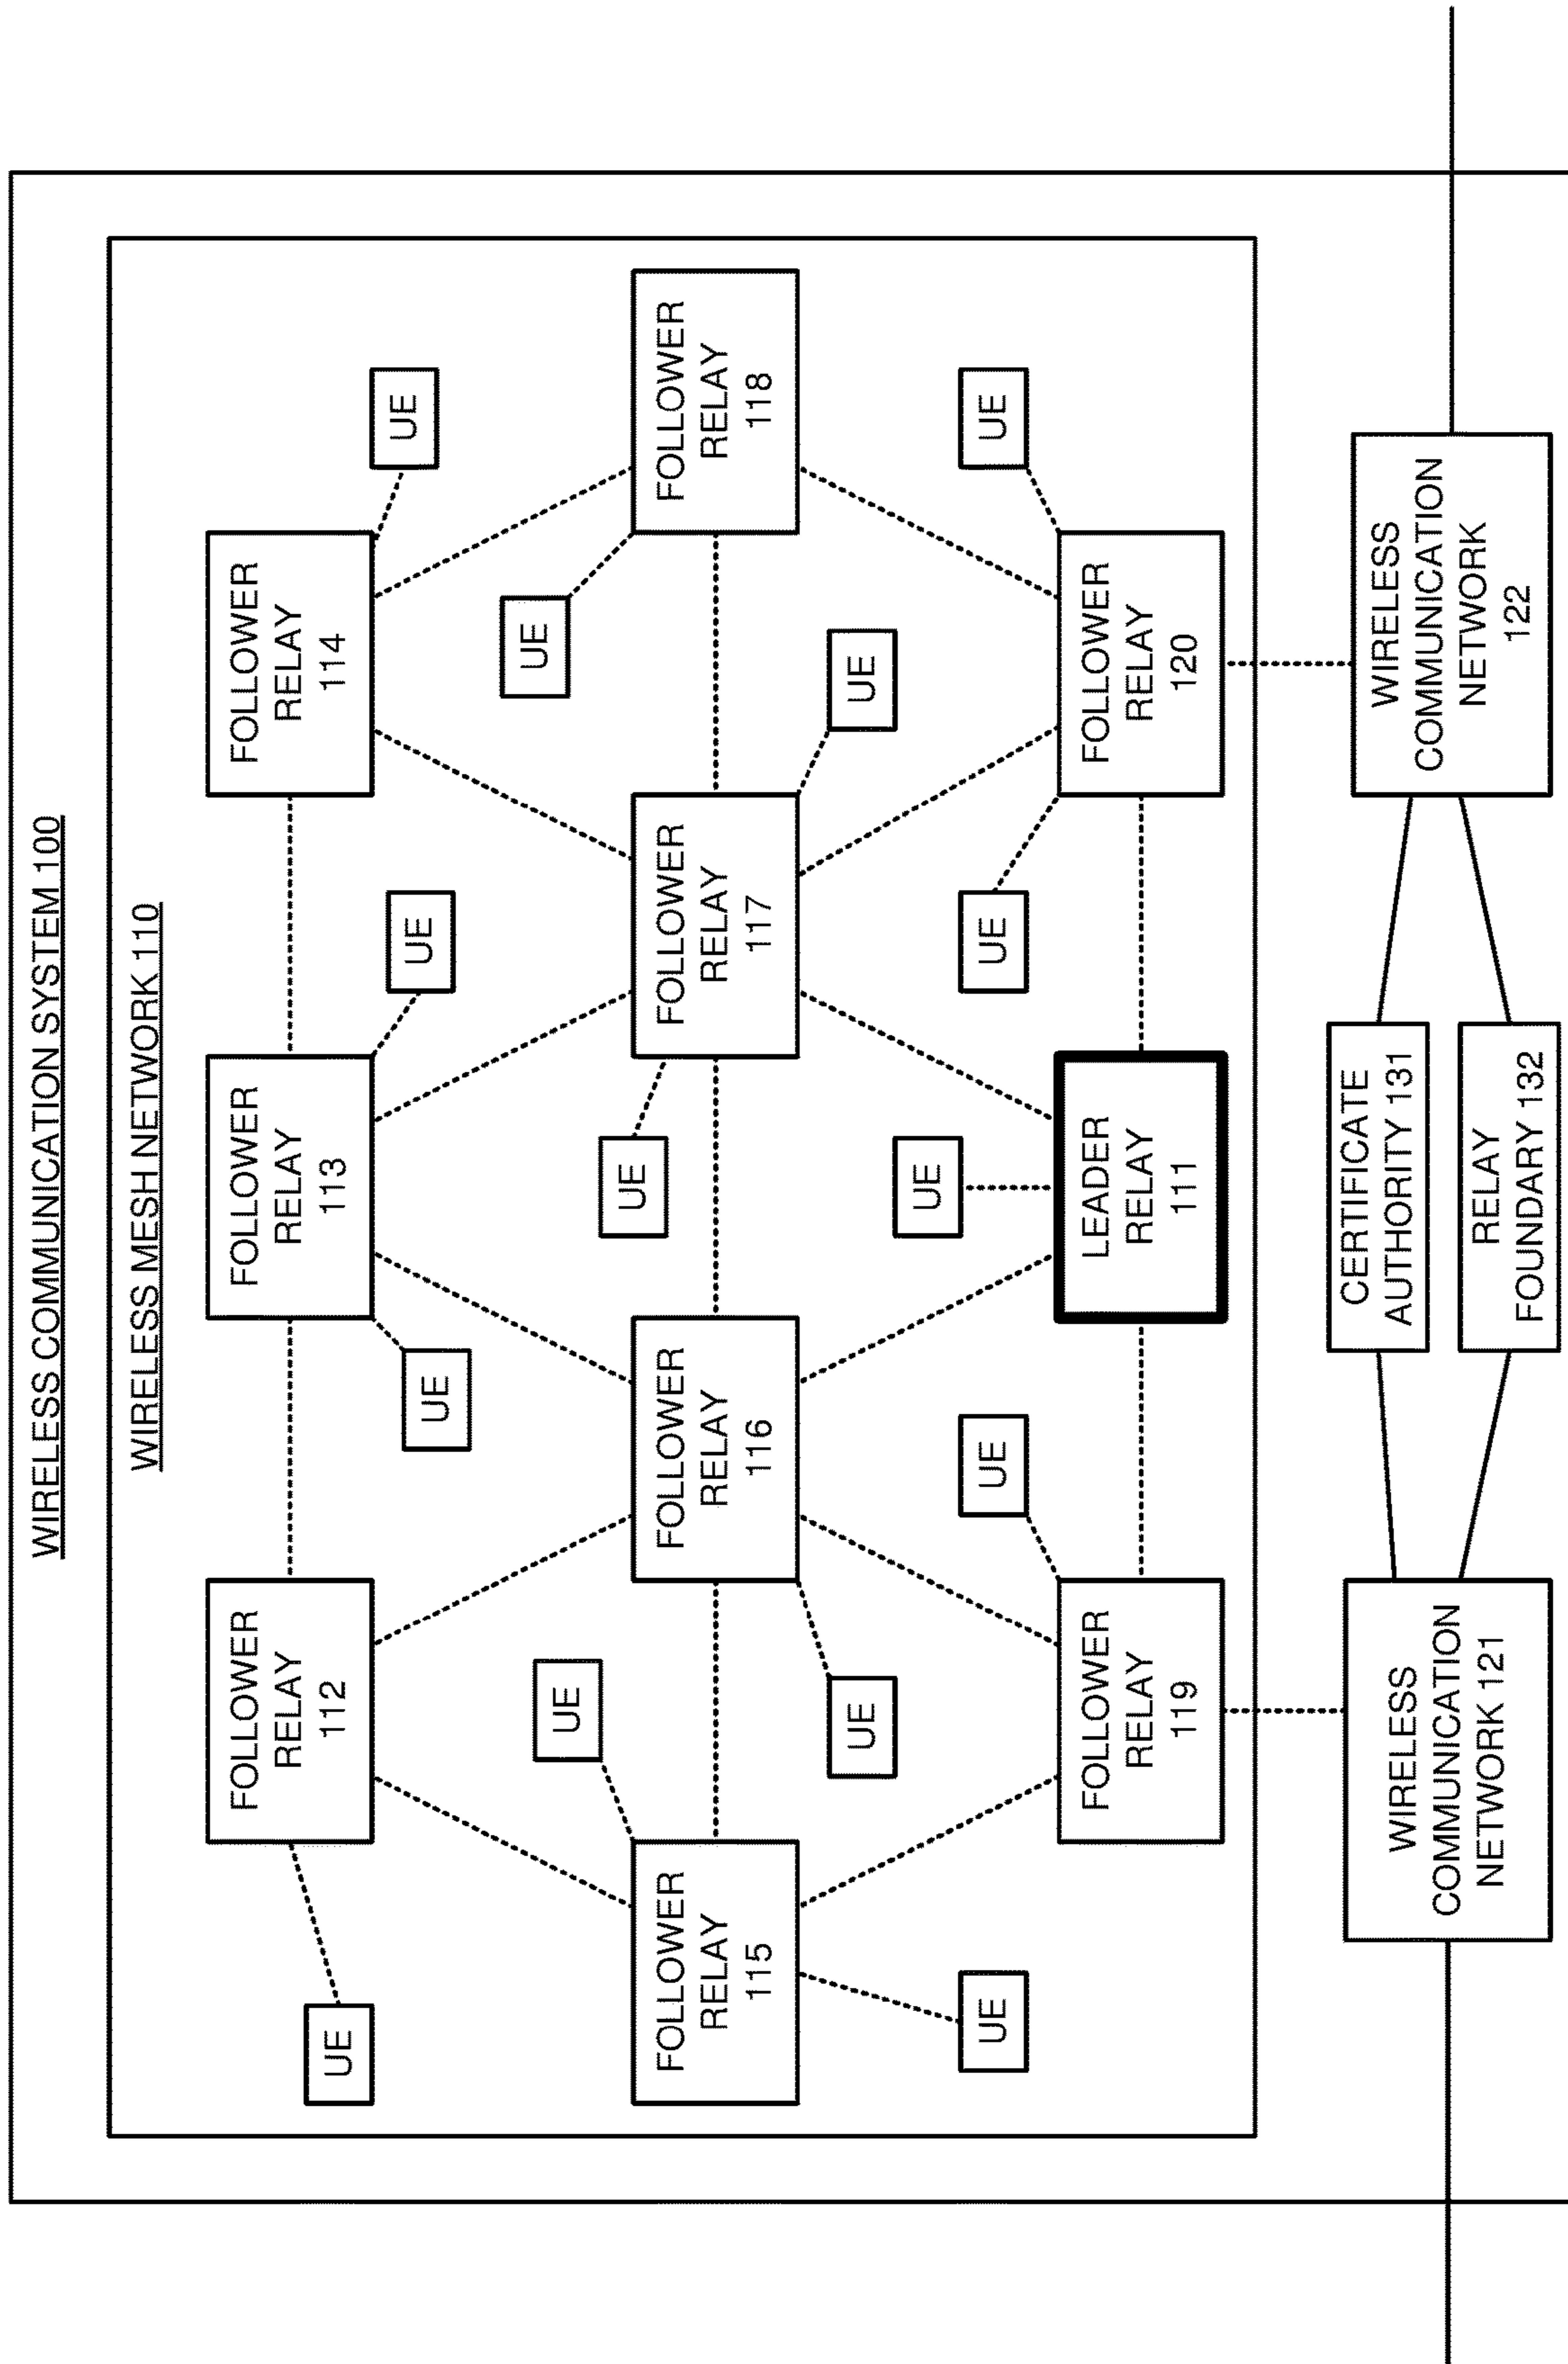 WIRELESS COMMUNICATION SYSTEM 100
WIRELESS MESH NETWORK 110
FOLLOWER
RELAY
112
FOLLOWER
RELAY
113
FOLLOWER
RELAY
114
UE
UE
UE
UE
UE
UE
UE
FOLLOWER
RELAY
115
FOLLOWER
RELAY
116
FOLLOWER
RELAY
117
FOLLOWER
RELAY
118
UE
UE
UE
UE
UE
UE
UE
FOLLOWER
RELAY
119
LEADER
RELAY
111
FOLLOWER
RELAY
120
WIRELESS
COMMUNICATION
NETWORK 121
CERTIFICATE
AUTHORITY 131
RELAY
FOUNDARY 132
WIRELESS
COMMUNICATION
NETWORK
122